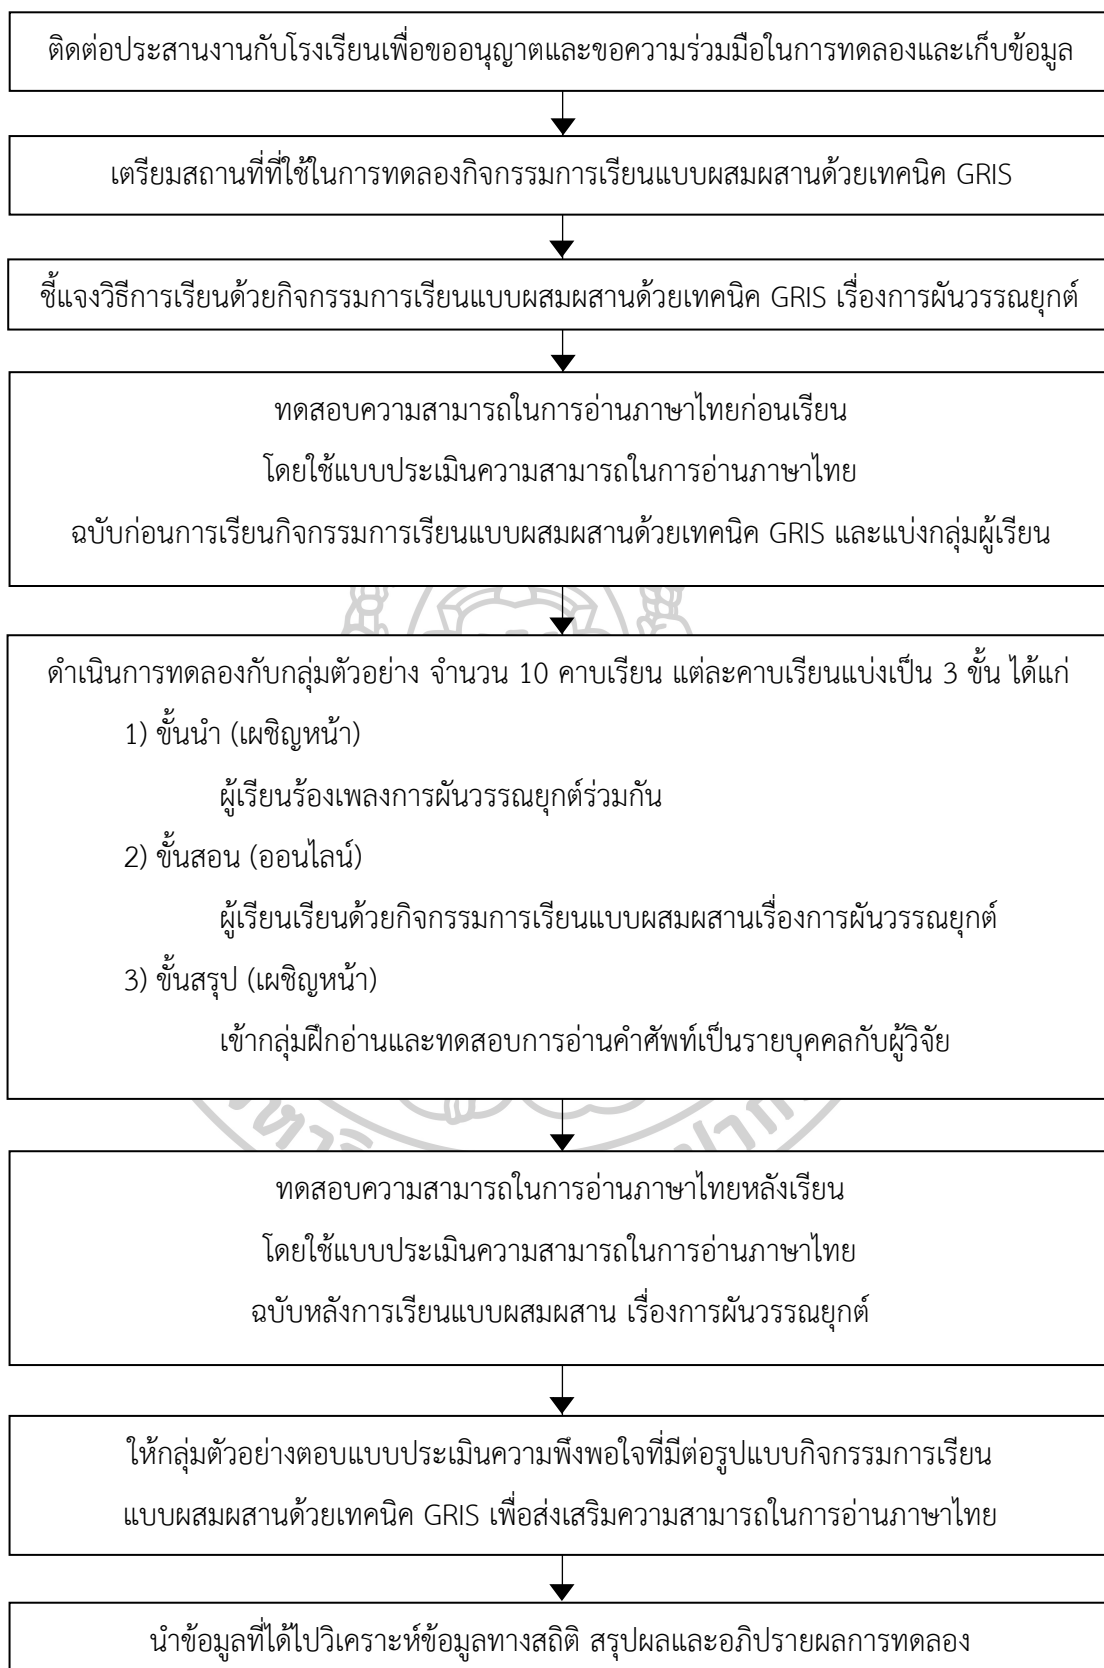 ติดต่อประสานงานกับโรงเรียนเพื่อขออนุญาตและขอความร่วมมือในการทดลองและเก็บข้อมูล
เตรียมสถานที่ที่ใช้ในการทดลองกิจกรรมการเรียนแบบผสมผสานด้วยเทคนิค GRIS
ชี้แจงวิธีการเรียนด้วยกิจกรรมการเรียนแบบผสมผสานด้วยเทคนิค GRIS เรื่องการผันวรรณยุกต์
ทดสอบความสามารถในการอ่านภาษาไทยก่อนเรียน
โดยใช้แบบประเมินความสามารถในการอ่านภาษาไทย
ฉบับก่อนการเรียนกิจกรรมการเรียนแบบผสมผสานด้วยเทคนิค GRIS และแบ่งกลุ่มผู้เรียน
ดำเนินการทดลองกับกลุ่มตัวอย่าง จำนวน 10 คาบเรียน แต่ละคาบเรียนแบ่งเป็น 3 ขั้น ได้แก่
1) ขั้นนำ (เผชิญหน้า)
ผู้เรียนร้องเพลงการผันวรรณยุกต์ร่วมกัน
2) ขั้นสอน (ออนไลน์)
ผู้เรียนเรียนด้วยกิจกรรมการเรียนแบบผสมผสานเรื่องการผันวรรณยุกต์
3) ขั้นสรุป (เผชิญหน้า)
เข้ากลุ่มฝึกอ่านและทดสอบการอ่านคำศัพท์เป็นรายบุคคลกับผู้วิจัย
ทดสอบความสามารถในการอ่านภาษาไทยหลังเรียน
โดยใช้แบบประเมินความสามารถในการอ่านภาษาไทย
ฉบับหลังการเรียนแบบผสมผสาน เรื่องการผันวรรณยุกต์
ให้กลุ่มตัวอย่างตอบแบบประเมินความพึงพอใจที่มีต่อรูปแบบกิจกรรมการเรียน
แบบผสมผสานด้วยเทคนิค GRIS เพื่อส่งเสริมความสามารถในการอ่านภาษาไทย
นำข้อมูลที่ได้ไปวิเคราะห์ข้อมูลทางสถิติ สรุปผลและอภิปรายผลการทดลอง